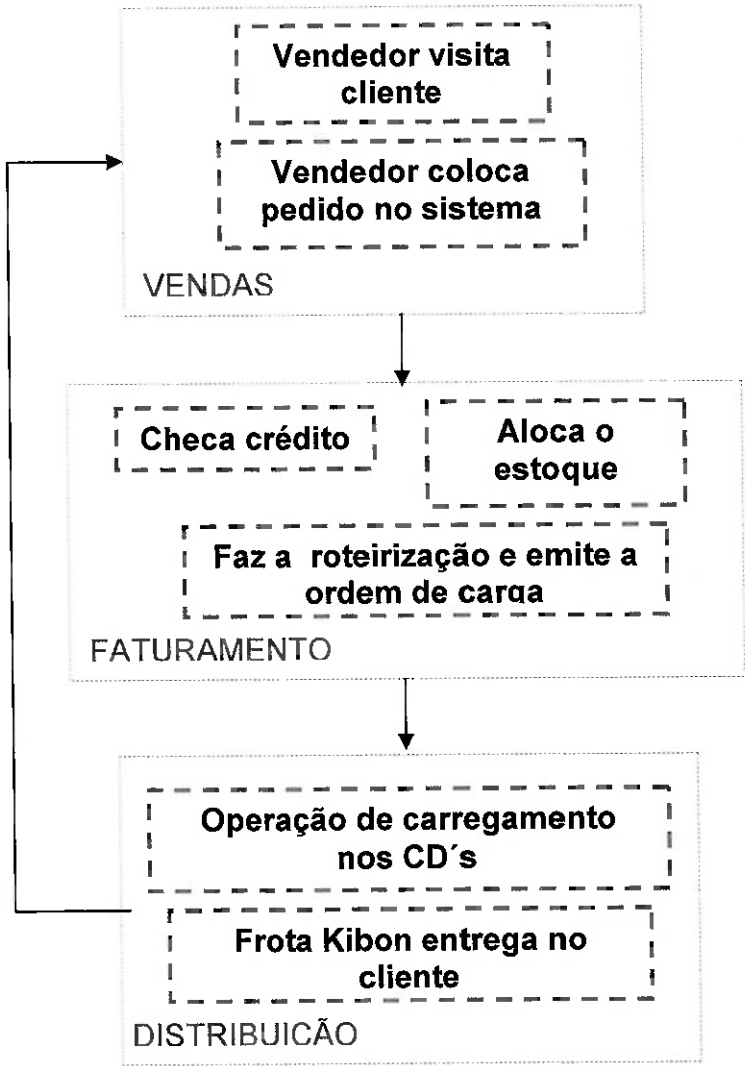 Vendedor visita
cliente
Vendedor coloca
pedido no sistema
VENDAS
Checa crédito
Aloca o
estoque
Faz a roteirização e emite a
ordem de carga
FATURAMENTO
Operação de carregamento
nos CD´s
Frota Kibon entrega no
cliente
DISTRIBUICÃO